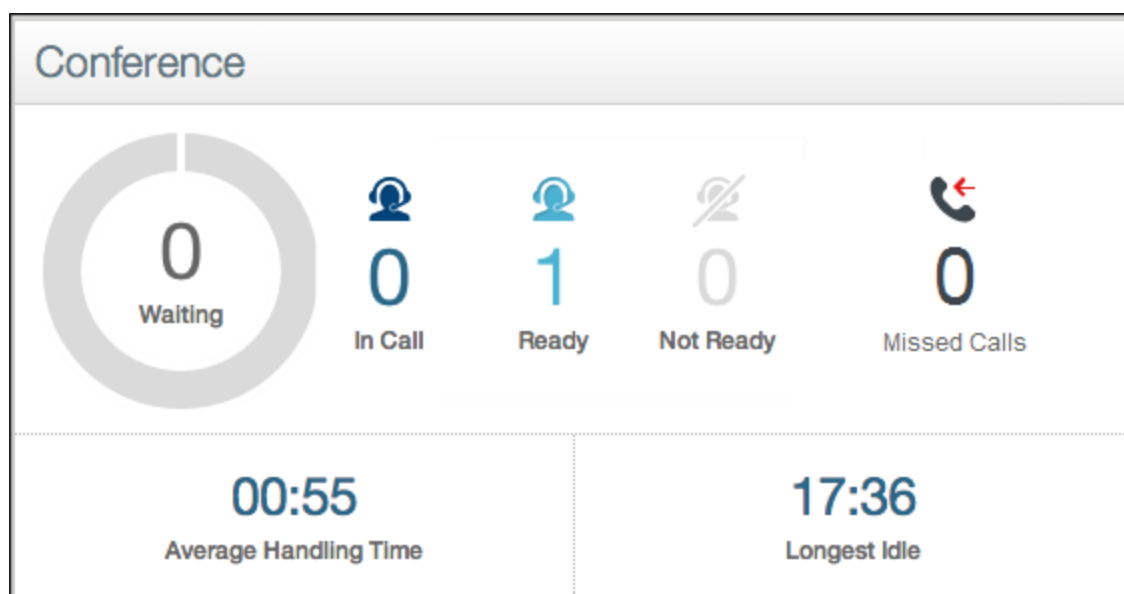 Conference
0
Waiting
0
In Call
1
Ready
0
Not Ready
0
Missed Calls
00:55
Average Handling Time
17:36
Longest Idle